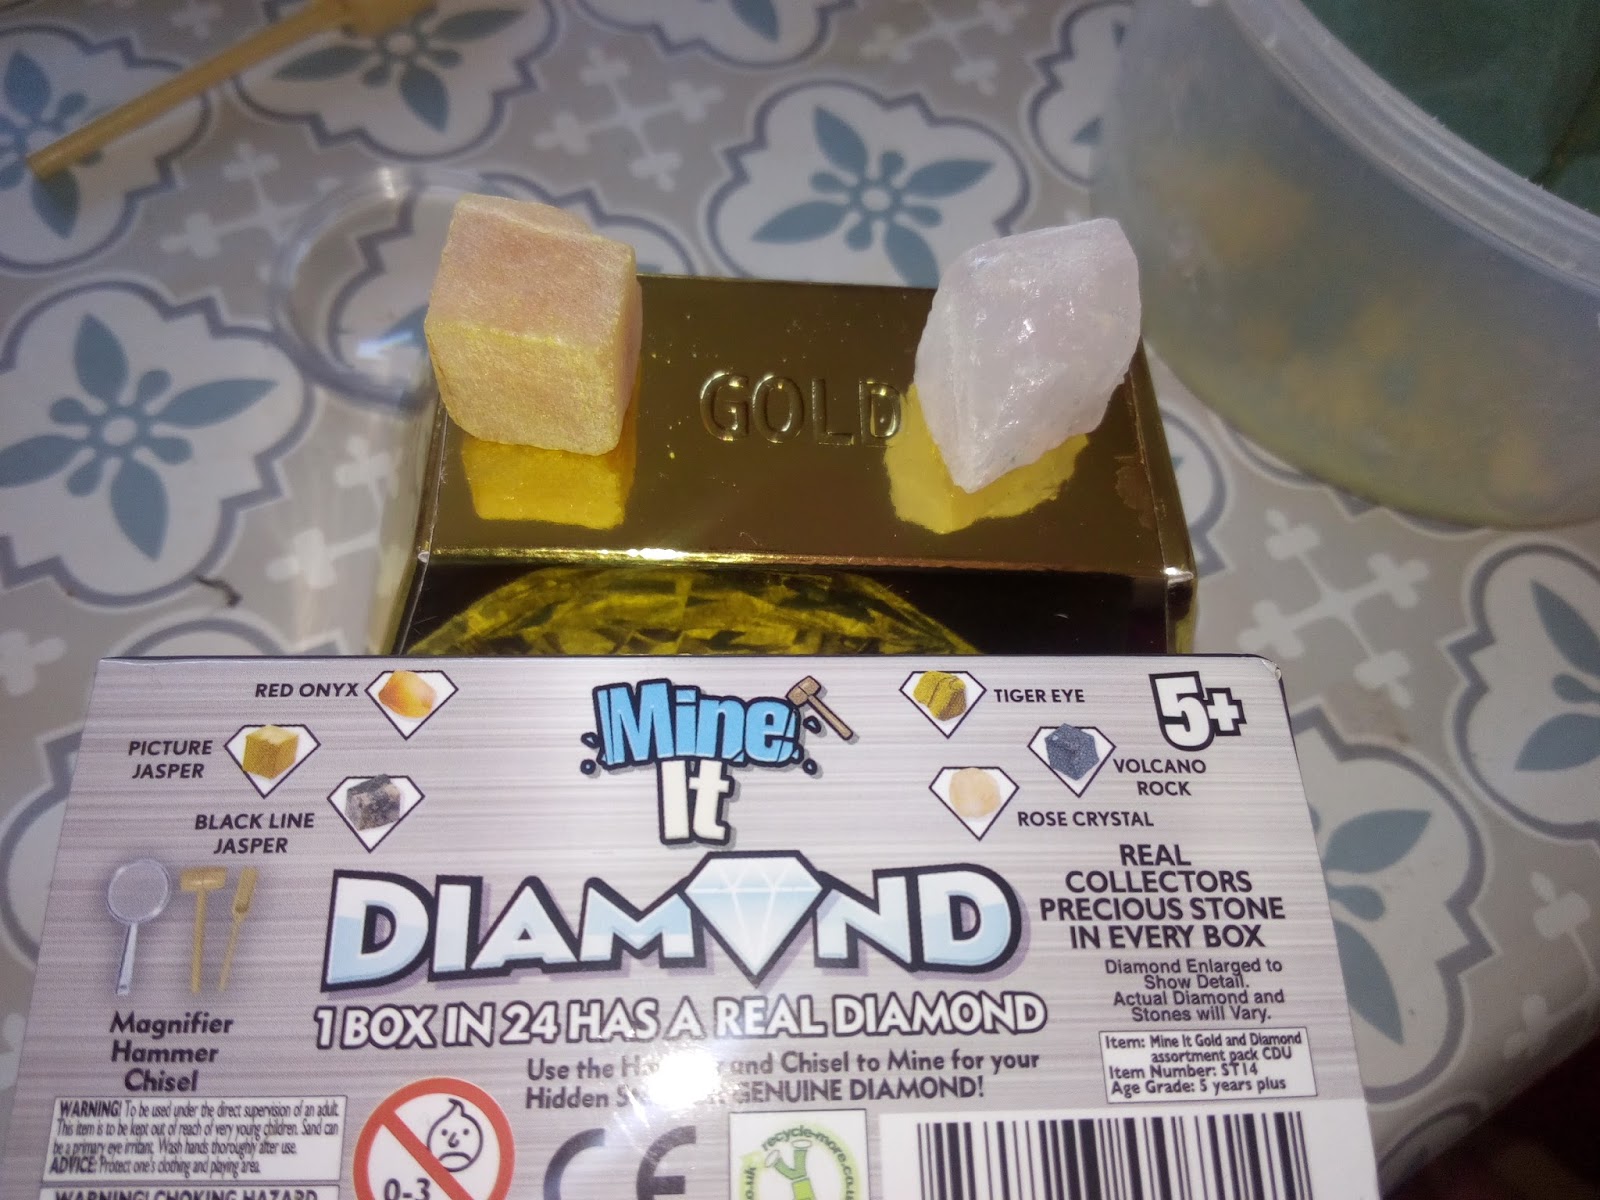 GOLD
RED ONYX
PICTURE
JASPER
BLACK LINE
JASPER
Mine
It
TIGER EYE
VOLCANO
ROCK
ROSE CRYSTAL
5+
DIAMOND
1 BOX IN 24 HAS A REAL DIAMOND
Use the and Chisel to Mine for your
Hidden GENUINE DIAMOND!
REAL
COLLECTORS
PRECIOUS STONE
IN EVERY BOX
Diamond Enlarged to
Show Detail.
Actual Diamond and
Stones will Vary.
Item: Mine It Gold and Diamond
assortment pack CDU
Item Number: ST14
Age Grade: 5 years plus
Magnifier
Hammer
Chisel
WARNING! To be used under the direct supervision of an adult.
This item is to be kept out of reach of very young children. Sand can
be a primary eye irritant. Wash hands thoroughly after use.
ADVICE: Protect one's clothing and playing area.
WARNING! CHOKING HAZARD
0-3
CE
recycle-more.co.uk